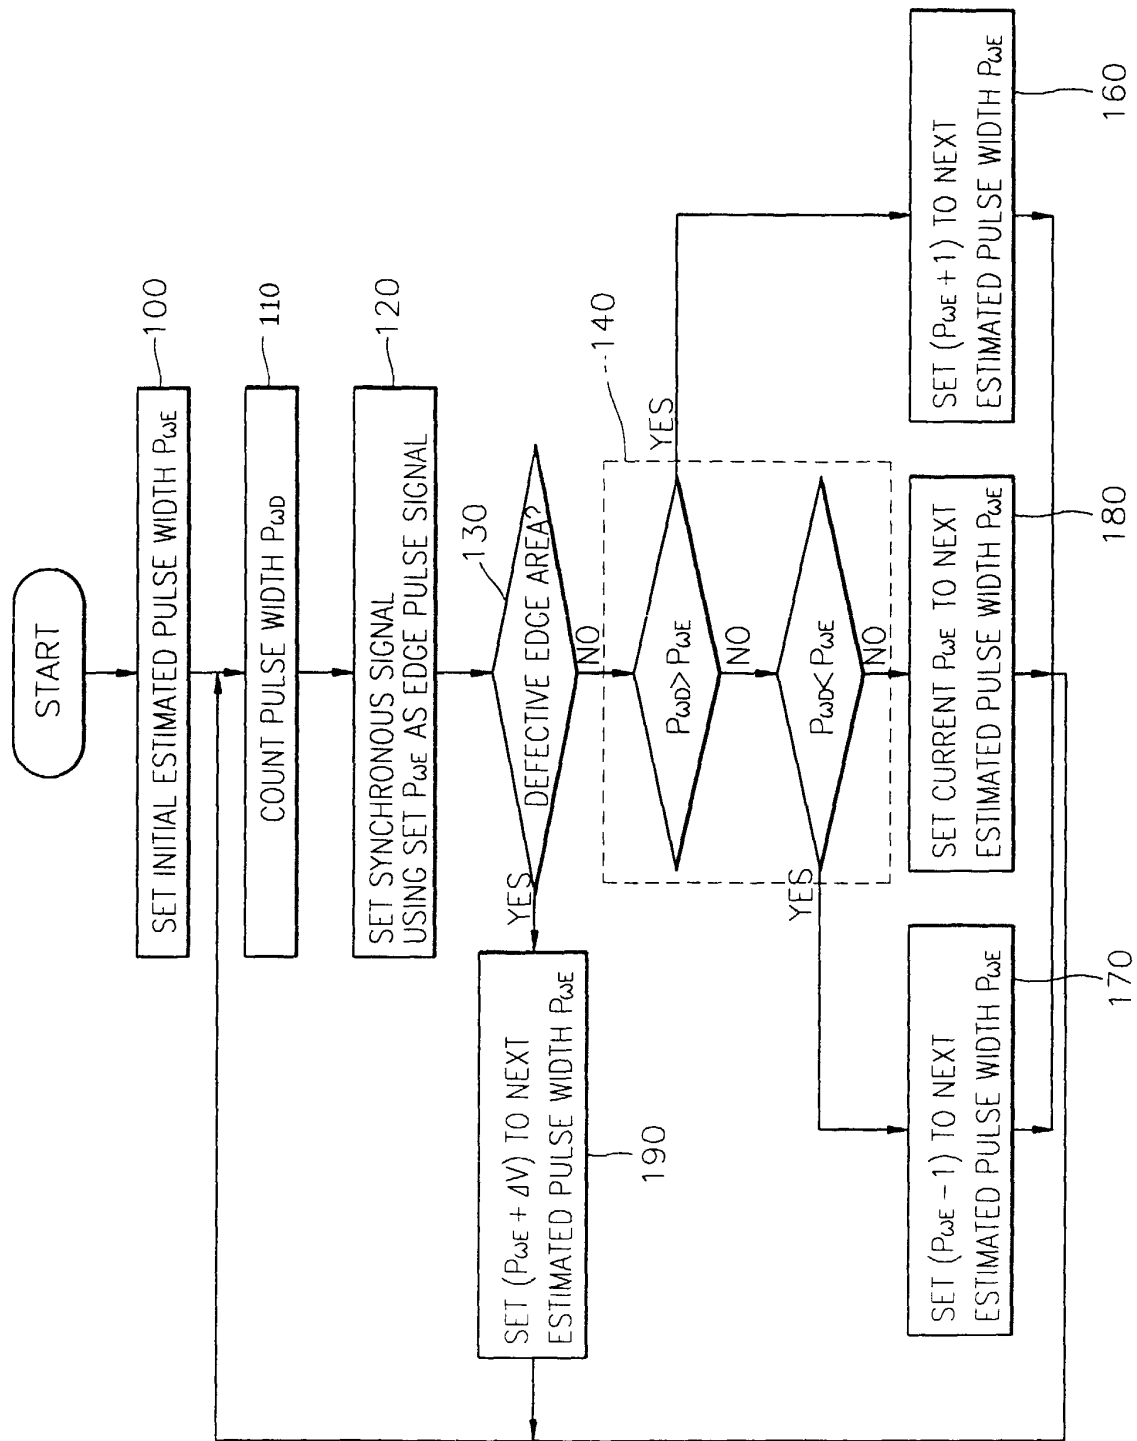 START
SET INITIAL ESTIMATED PULSE WIDTH PωE
100
COUNT PULSE WIDTH PωD
110
SET SYNCHRONOUS SIGNAL
USING SET PωE AS EDGE PULSE SIGNAL
120
DEFECTIVE EDGE AREA?
130
YES
NO
SET (PωE + ΔV) TO NEXT
ESTIMATED PULSE WIDTH PωE
190
140
PωD> PωE
YES
NO
PωD< PωE
YES
NO
SET (PωE − 1) TO NEXT
ESTIMATED PULSE WIDTH PωE
170
SET CURRENT PωE TO NEXT
ESTIMATED PULSE WIDTH PωE
180
SET (PωE + 1) TO NEXT
ESTIMATED PULSE WIDTH PωE
160